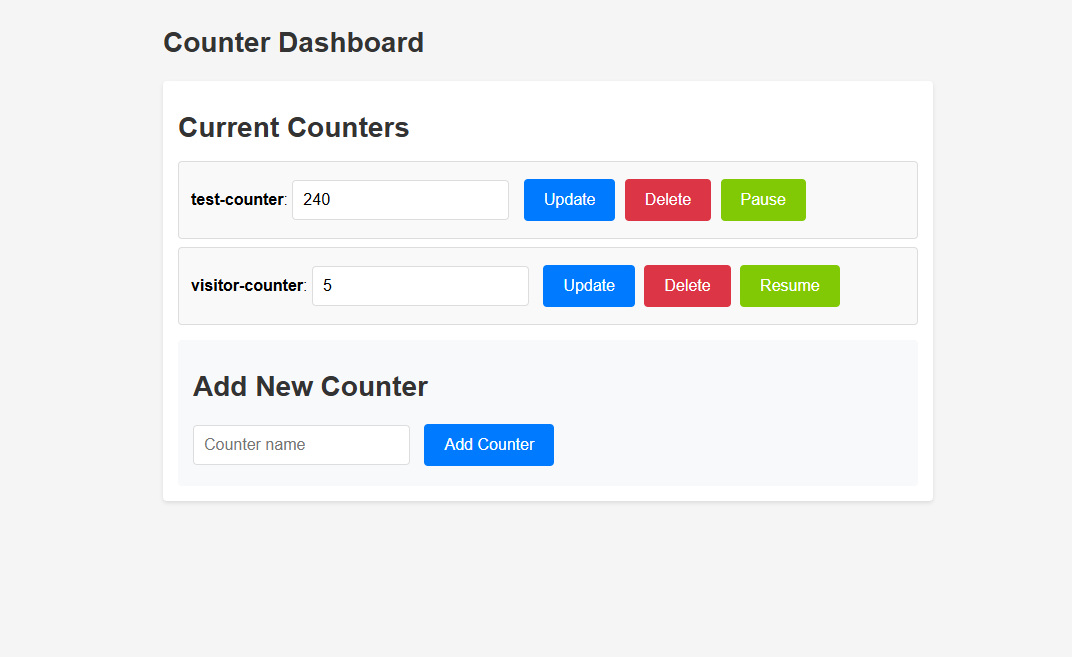 Counter Dashboard
Current Counters
test-counter: 240 Update Delete Pause
visitor-counter: 5 Update Delete Resume
Add New Counter
Counter name Add Counter